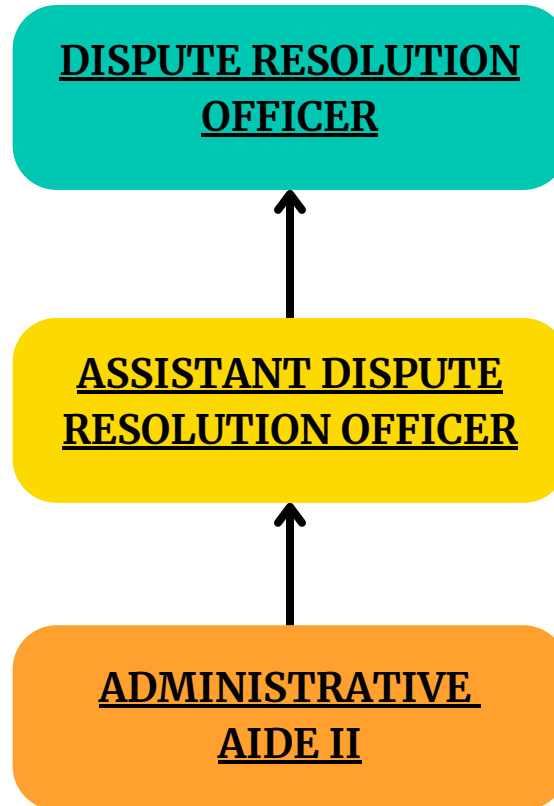 DISPUTE RESOLUTION
OFFICER
ASSISTANT DISPUTE
RESOLUTION OFFICER
ADMINISTRATIVE
AIDE II